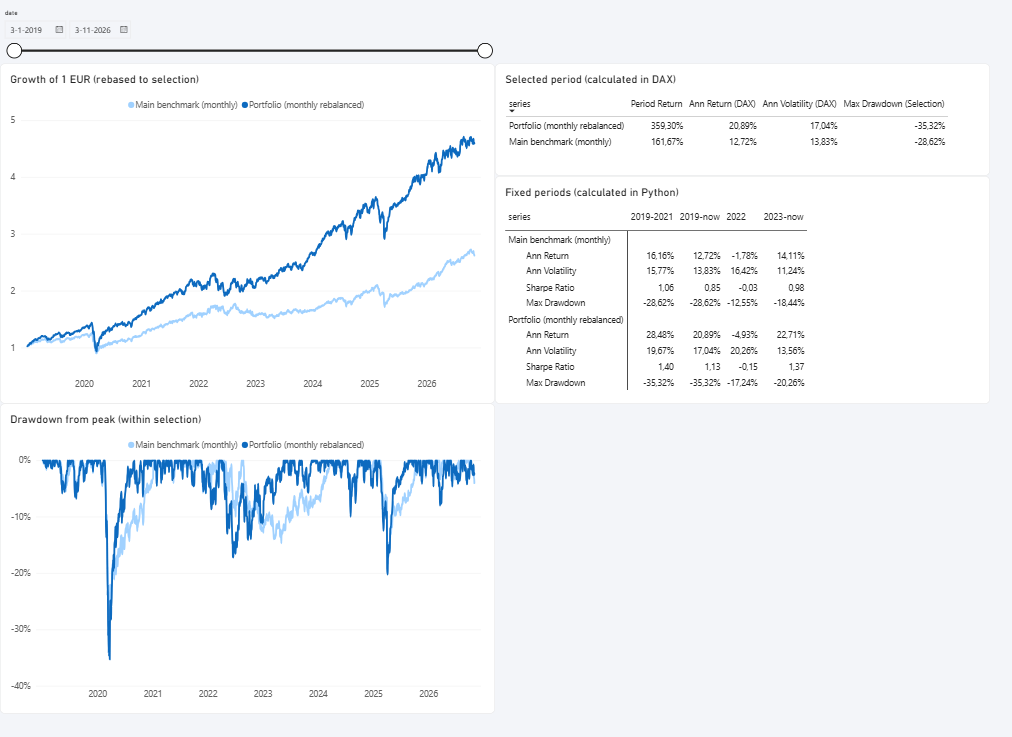 date
3-1-2019 3-11-2026
Growth of 1 EUR (rebased to selection)
Main benchmark (monthly) Portfolio (monthly rebalanced)
5
4
3
2
1
2020 2021 2022 2023 2024 2025 2026
Selected period (calculated in DAX)
series Period Return Ann Return (DAX) Ann Volatility (DAX) Max Drawdown (Selection)
Portfolio (monthly rebalanced) 359,30% 20,89% 17,04% -35,32%
Main benchmark (monthly) 161,67% 12,72% 13,83% -28,62%
Fixed periods (calculated in Python)
series 2019-2021 2019-now 2022 2023-now
Main benchmark (monthly)
Ann Return 16,16% 12,72% -1,78% 14,11%
Ann Volatility 15,77% 13,83% 16,42% 11,24%
Sharpe Ratio 1,06 0,85 -0,03 0,98
Max Drawdown -28,62% -28,62% -12,55% -18,44%
Portfolio (monthly rebalanced)
Ann Return 28,48% 20,89% -4,93% 22,71%
Ann Volatility 19,67% 17,04% 20,26% 13,56%
Sharpe Ratio 1,40 1,13 -0,15 1,37
Max Drawdown -35,32% -35,32% -17,24% -20,26%
Drawdown from peak (within selection)
Main benchmark (monthly) Portfolio (monthly rebalanced)
0%
-10%
-20%
-30%
-40%
2020 2021 2022 2023 2024 2025 2026